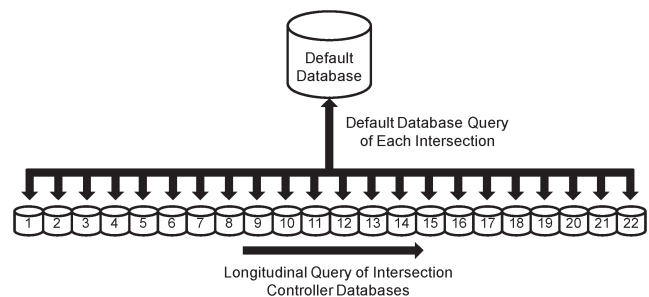 Default
Database
Default Database Query
of Each Intersection
1 2 3 4 5 6 7 8 9 10 11 12 13 14 15 16 17 18 19 20 21 22
Longitudinal Query of Intersection
Controller Databases